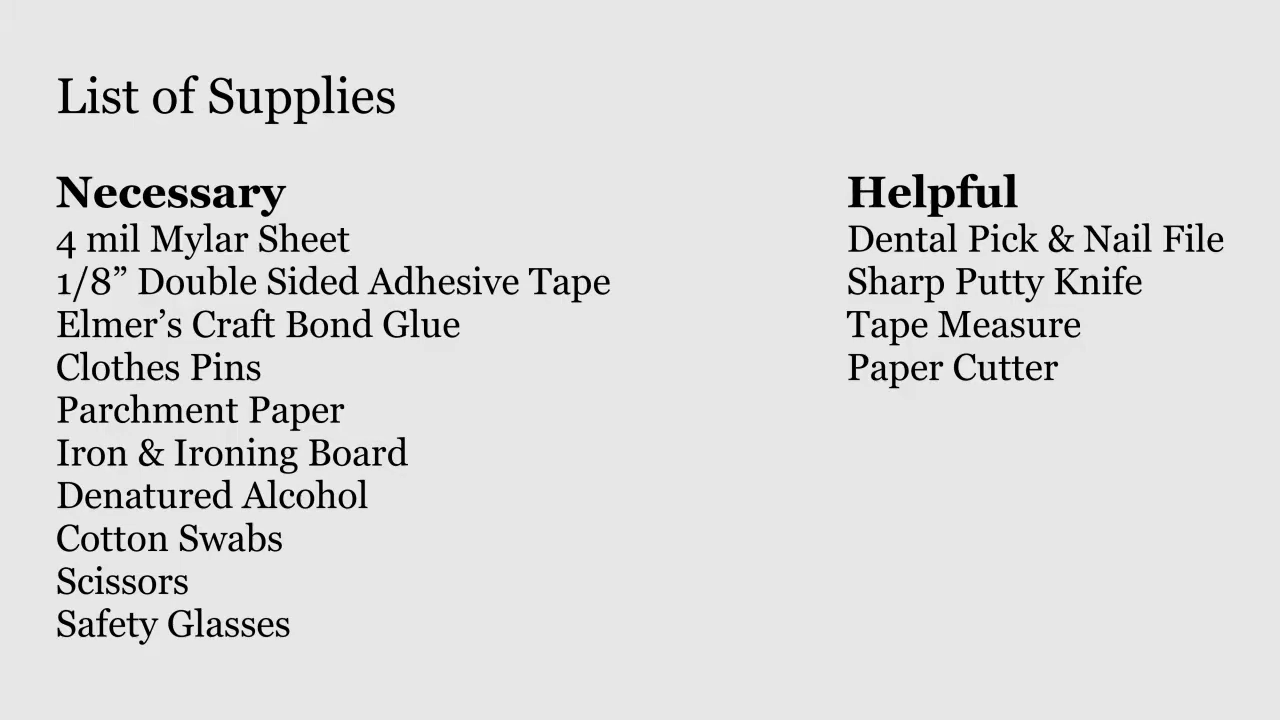 List of Supplies
Necessary
4 mil Mylar Sheet
1/8” Double Sided Adhesive Tape
Elmer’s Craft Bond Glue
Clothes Pins
Parchment Paper
Iron & Ironing Board
Denatured Alcohol
Cotton Swabs
Scissors
Safety Glasses
Helpful
Dental Pick & Nail File
Sharp Putty Knife
Tape Measure
Paper Cutter